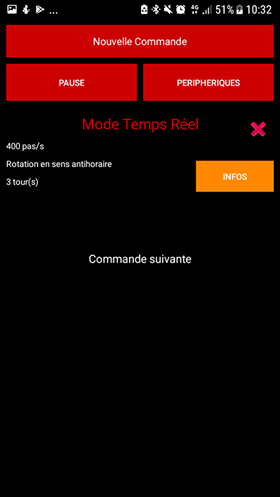 ... 4G 51% 10:32
Nouvelle Commande
PAUSE PERIPHERIQUES
Mode Temps Réel
400 pas/s
Rotation en sens antihoraire
3 tour(s)
INFOS
Commande suivante